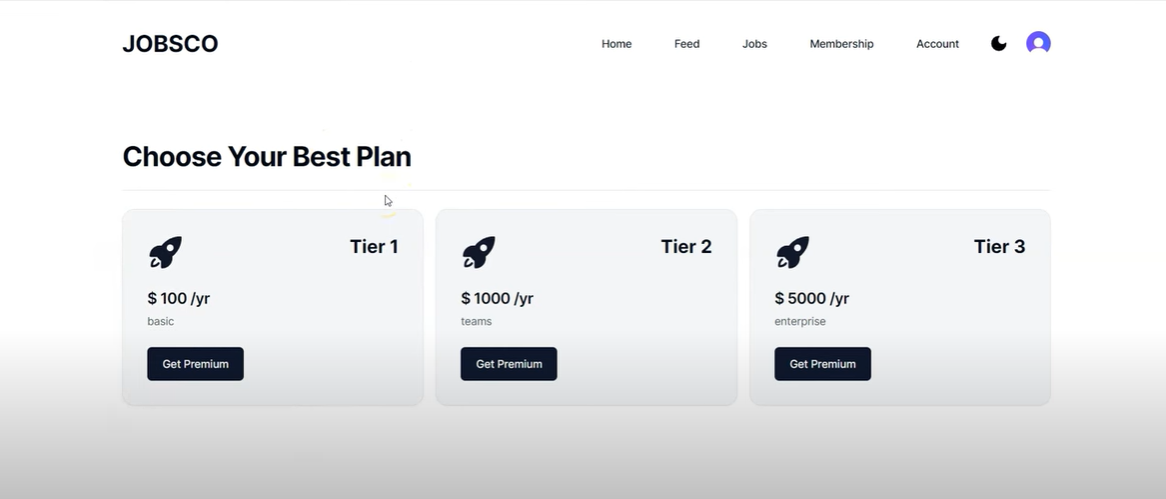 JOBSCO
Home Feed Jobs Membership Account
Choose Your Best Plan
Tier 1
$ 100 /yr
basic
Get Premium
Tier 2
$ 1000 /yr
teams
Get Premium
Tier 3
$ 5000 /yr
enterprise
Get Premium